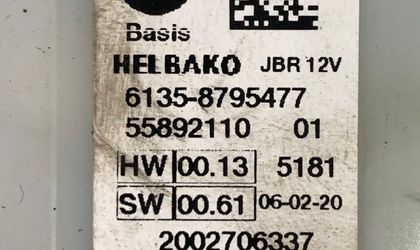 Basis
HELBAKO JBR 12V
6135-8795477
55892110 01
HW 00.13 5181
SW 00.61 06-02-20
2002706337